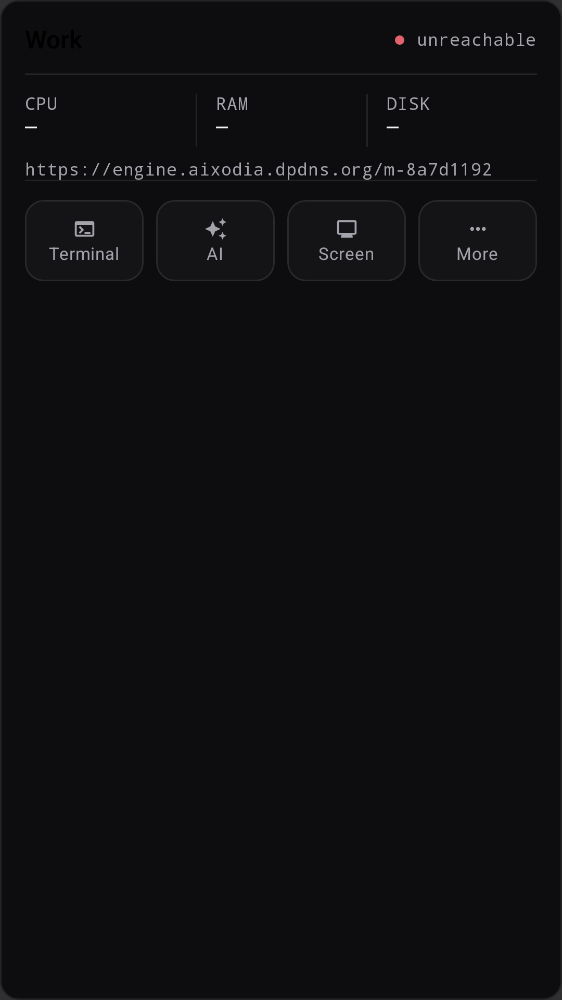 Work
unreachable
CPU
RAM
DISK
—
—
—
https://engine.aixodia.dpdns.org/m-8a7d1192
Terminal
AI
Screen
More